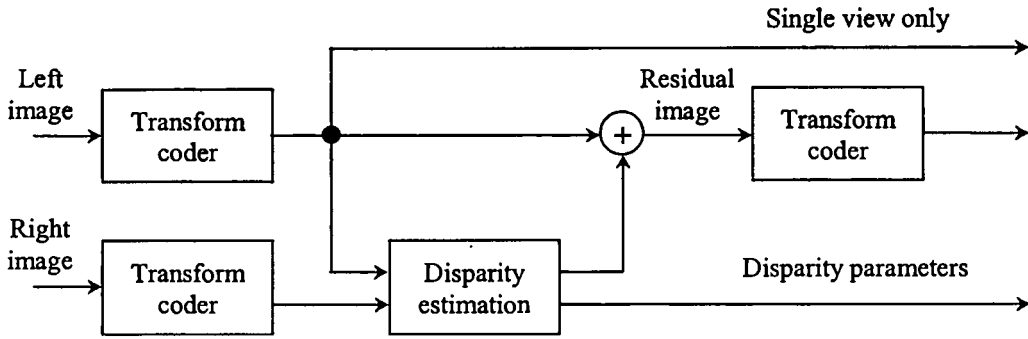 Single view only
Left
image
Transform
coder
+
Residual
image
Transform
coder
Right
image
Transform
coder
Disparity
estimation
Disparity parameters